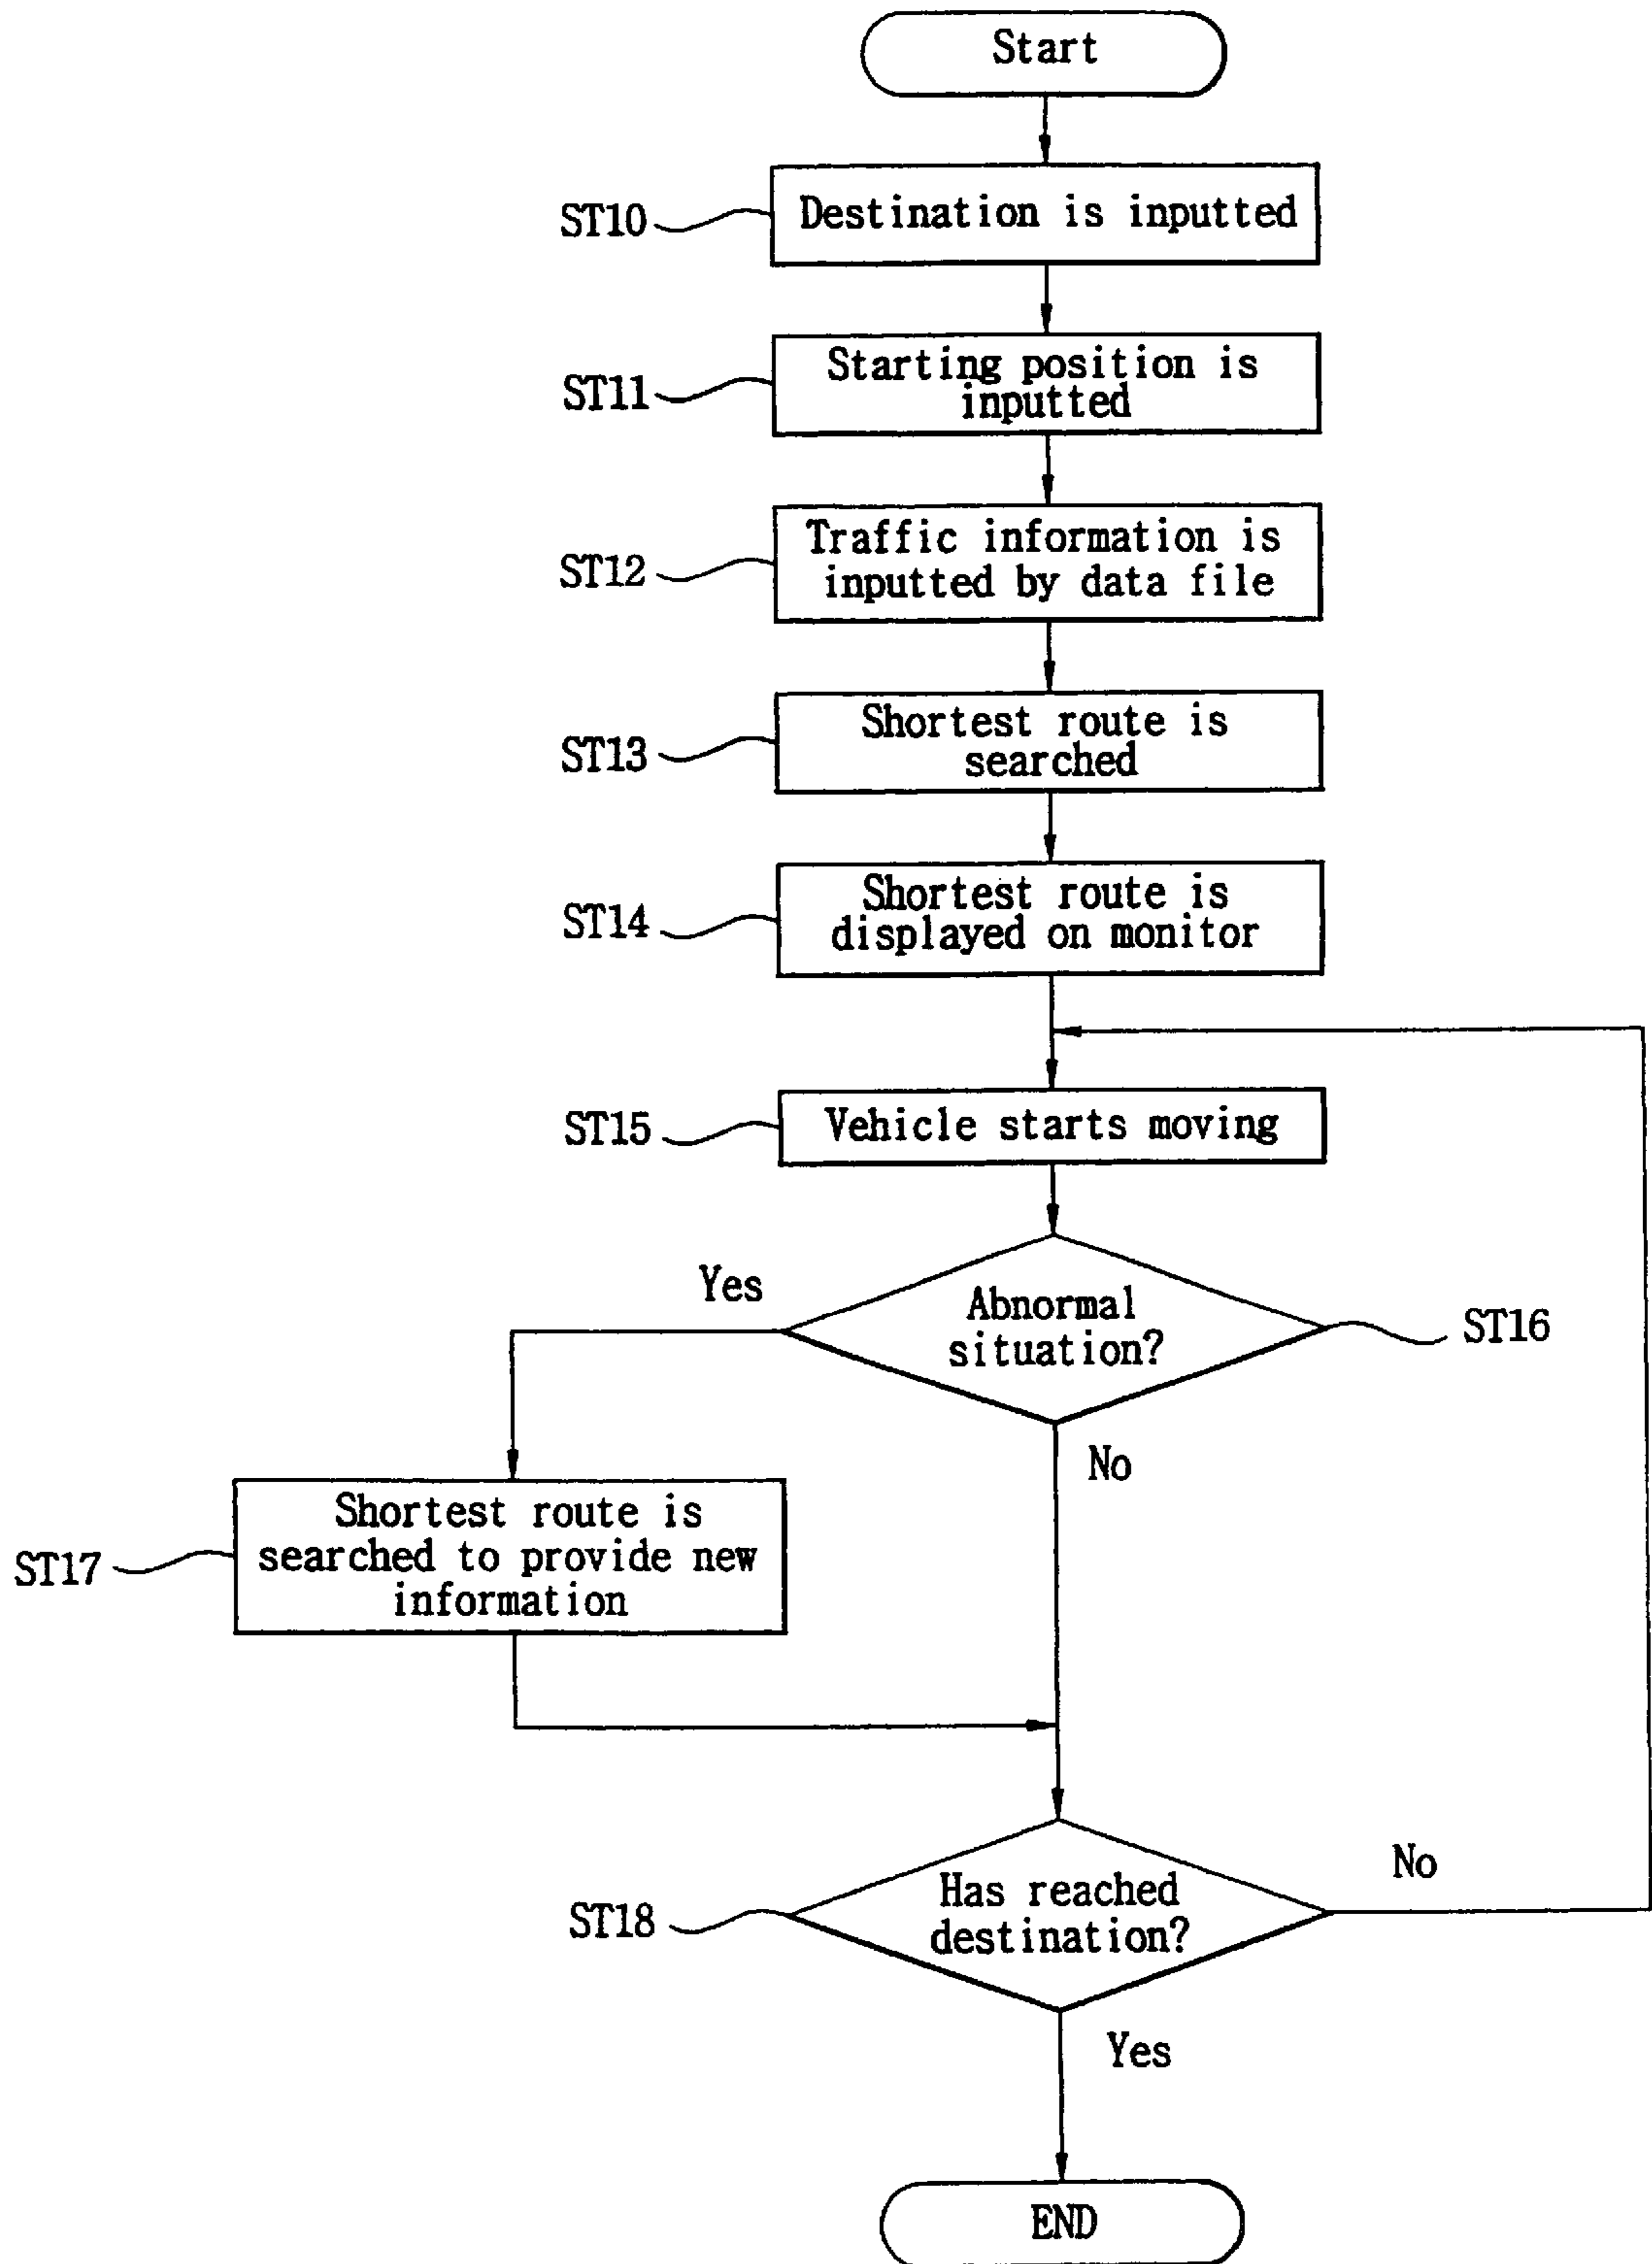 Start
ST10
Destination is inputted
ST11
Starting position is
inputted
ST12
Traffic information is
inputted by data file
ST13
Shortest route is
searched
ST14
Shortest route is
displayed on monitor
ST15
Vehicle starts moving
Yes
Abnormal
situation?
ST16
No
ST17
Shortest route is
searched to provide new
information
ST18
Has reached
destination?
No
Yes
END